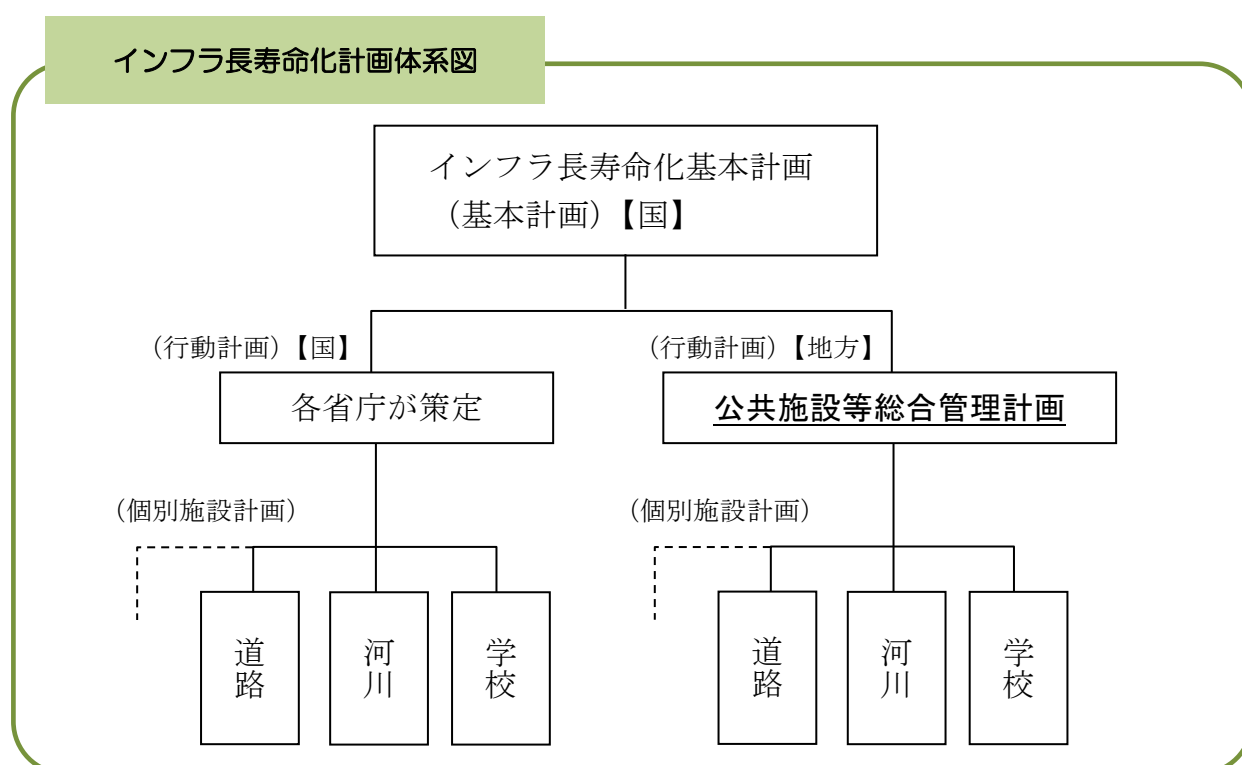 インフラ長寿命化計画体系図
インフラ長寿命化基本計画
(基本計画)【国】
(行動計画)【国】
(行動計画)【地方】
各省庁が策定
公共施設等総合管理計画
(個別施設計画)
(個別施設計画)
道路
河川
学校
道路
河川
学校